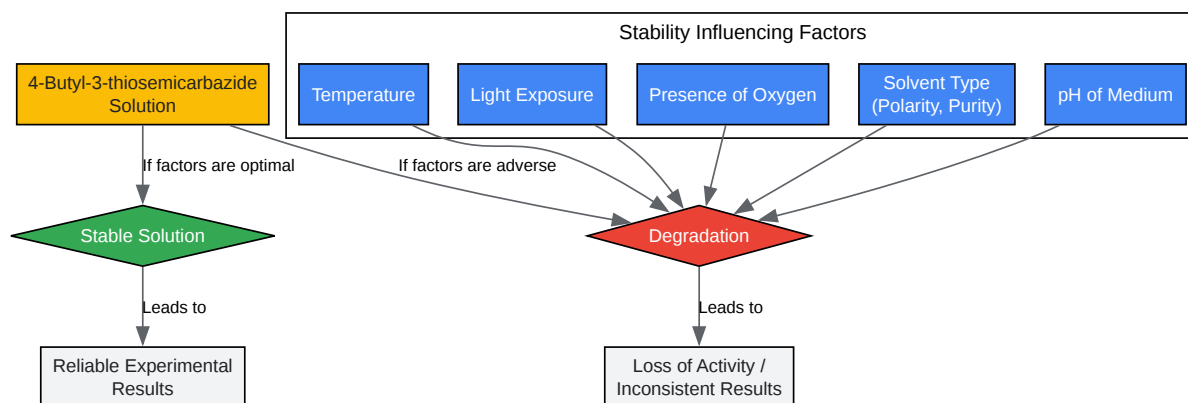 Stability Influencing Factors
4-Butyl-3-thiosemicarbazide
Solution
Temperature
Light Exposure
Presence of Oxygen
Solvent Type
(Polarity, Purity)
pH of Medium
If factors are optimal
If factors are adverse
Stable Solution
Degradation
Leads to
Leads to
Reliable Experimental
Results
Loss of Activity /
Inconsistent Results